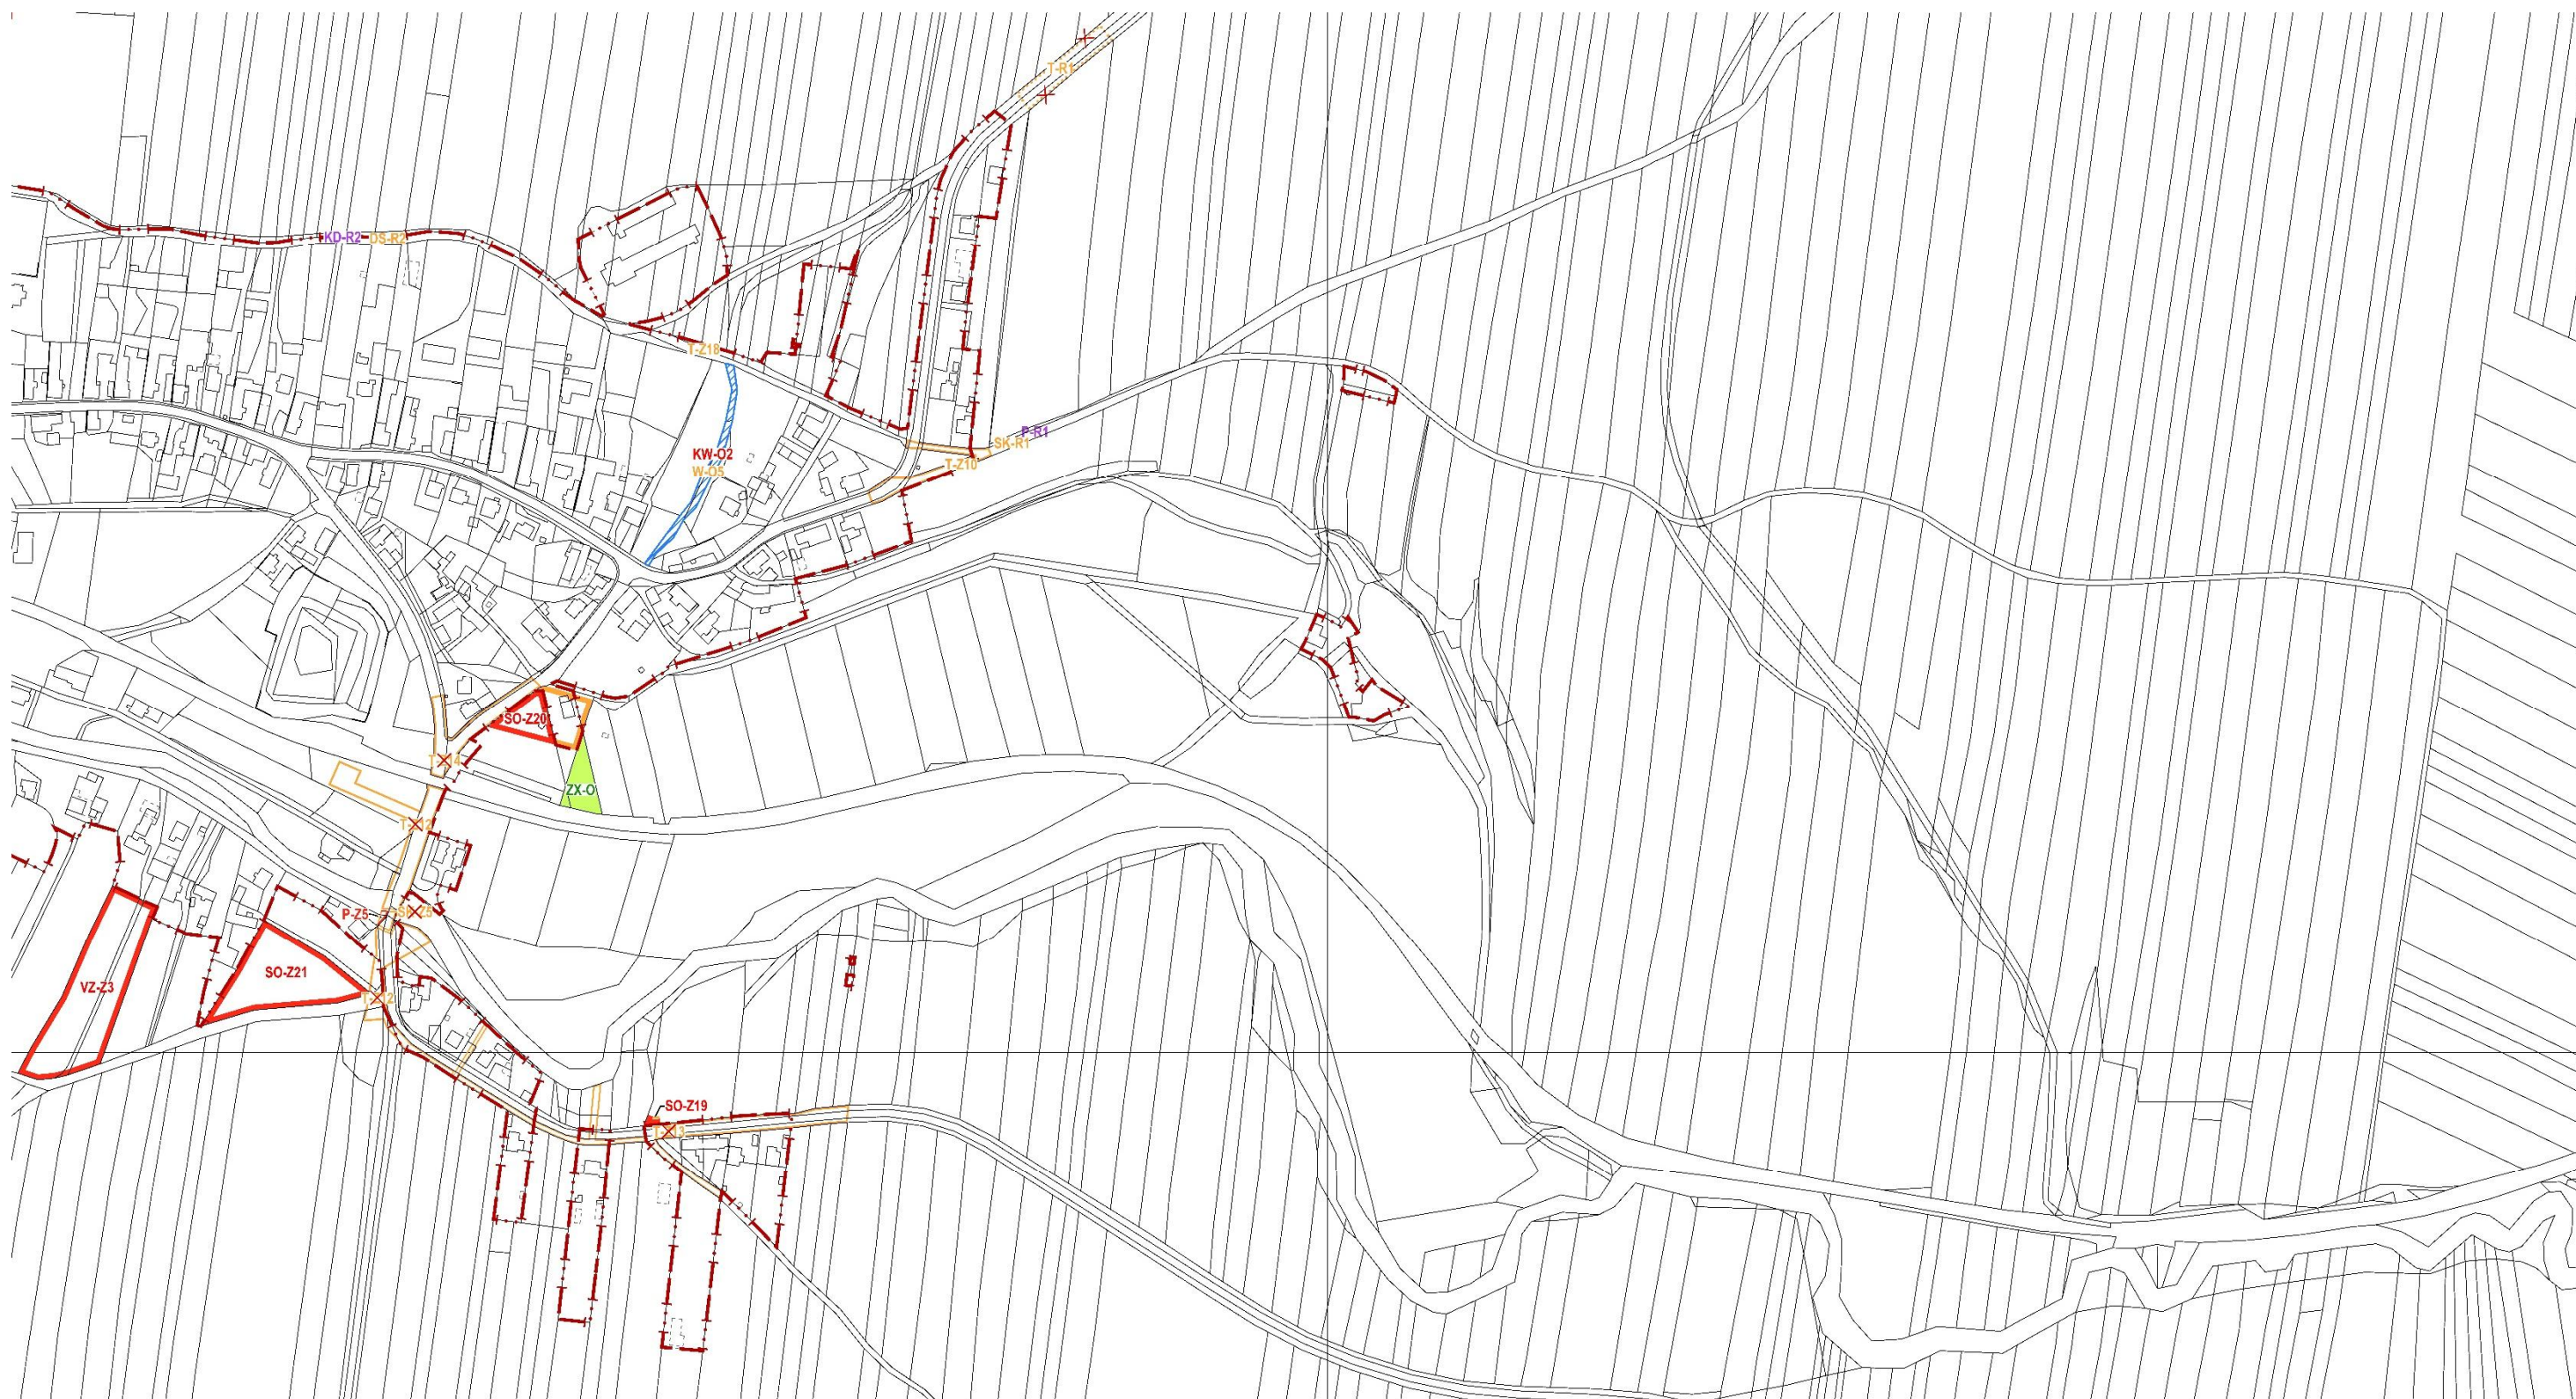 T-R1
KD-R2
OS-R2
T-Z18
P-R1
SK-R1
KW-O2
T-Z10
W-O5
SO-Z20
ZX-O
P-Z5
SO-Z21
VZ-Z3
SO-Z19